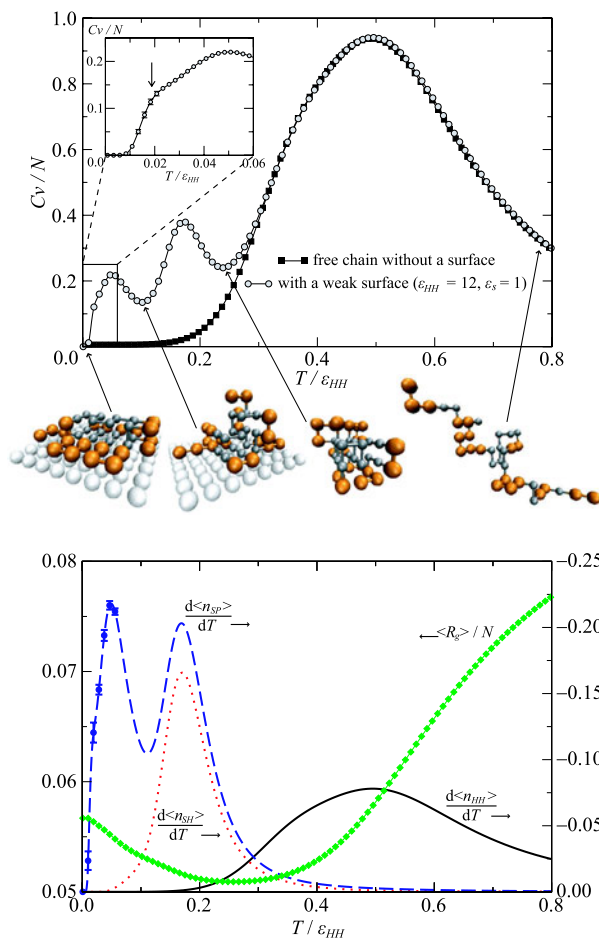 Cv / N
0.2
0.1
0
0.02
0.04
0.06
T / εHH
1.0
0.8
0.6
0.4
0.2
0.0
Cv / N
free chain without a surface
with a weak surface (εHH = 12, εs = 1)
0.0
0.2
0.4
0.6
0.8
T / εHH
0.08
0.07
0.06
0.05
−0.25
−0.20
−0.15
−0.10
−0.05
0.00
d<nSP>
dT
<Rg> / N
d<nSH>
dT
d<nHH>
dT
0.0
0.2
0.4
0.6
0.8
T / εHH